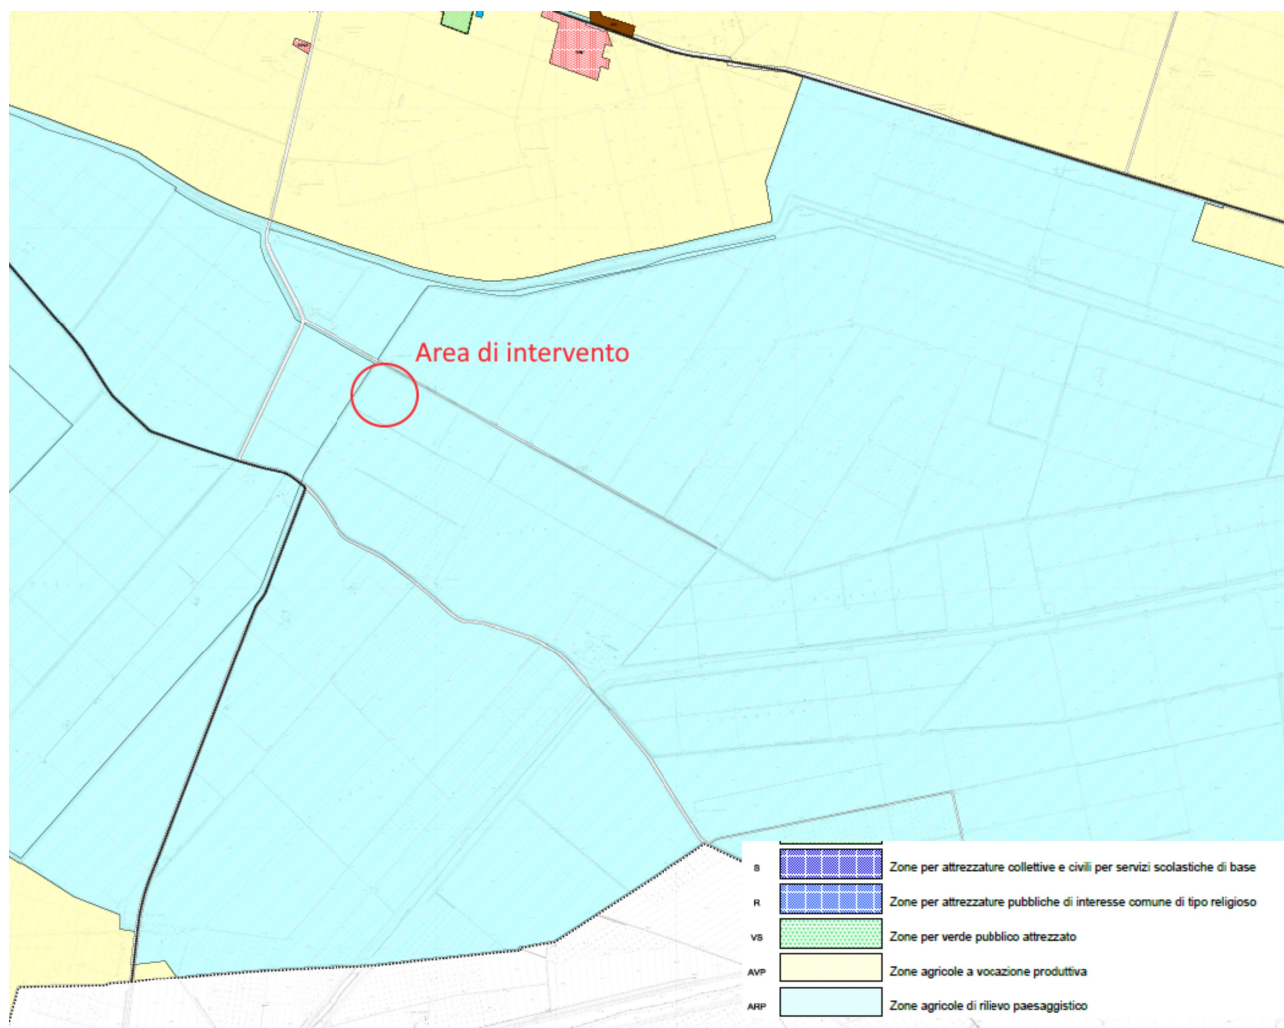 Area di intervento
S Zone per attrezzature collettive e civili per servizi scolastiche di base
R Zone per attrezzature pubbliche di interesse comune di tipo religioso
VS Zone per verde pubblico attrezzato
AVP Zone agricole a vocazione produttiva
ARP Zone agricole di rilievo paesaggistico